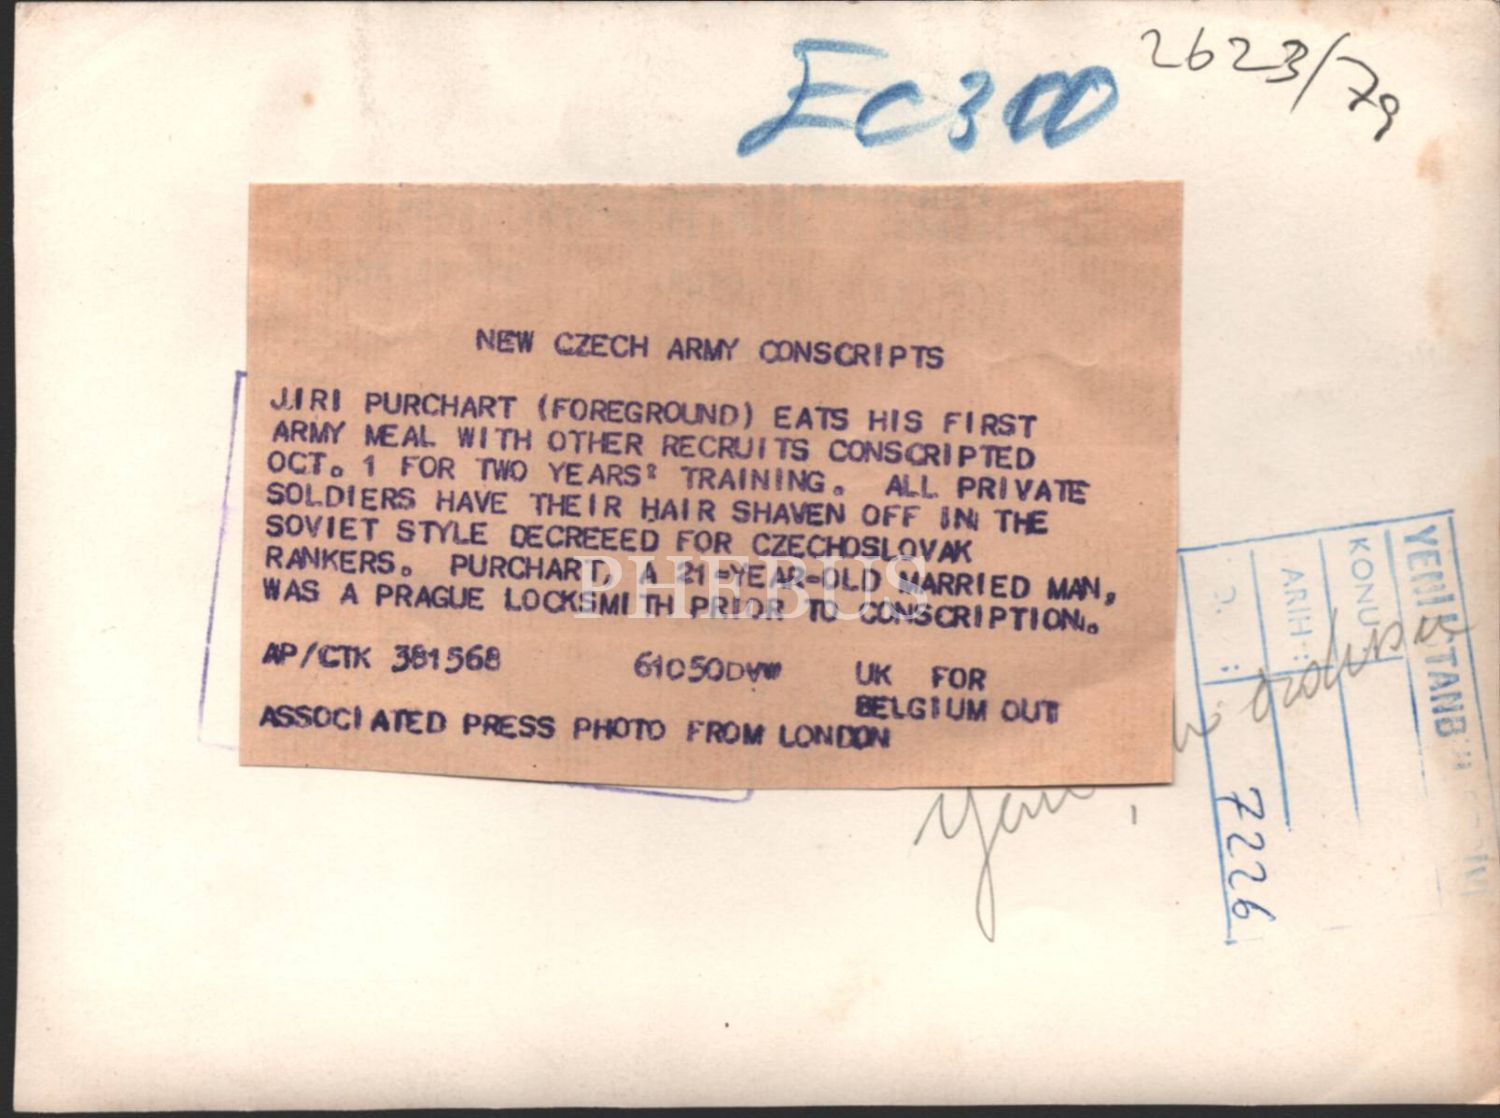 EC300
2623/79
NEW CZECH ARMY CONSCRIPTS
JIRI PURCHART (FOREGROUND) EATS HIS FIRST
ARMY MEAL WITH OTHER RECRUITS CONSCRIPTED
OCT. 1 FOR TWO YEARS' TRAINING. ALL PRIVATE
SOLDIERS HAVE THEIR HAIR SHAVEN OFF IN THE
SOVIET STYLE DECREEED FOR CZECHOSLOVAK
RANKERS. PURCHART, A 21-YEAR-OLD MARRIED MAN,
WAS A PRAGUE LOCKSMITH PRIOR TO CONSCRIPTION.
PHEBUS
AP/CTK 381568 61050DVW UK FOR
BELGIUM OUT
ASSOCIATED PRESS PHOTO FROM LONDON
KONU
ARIH :
7226